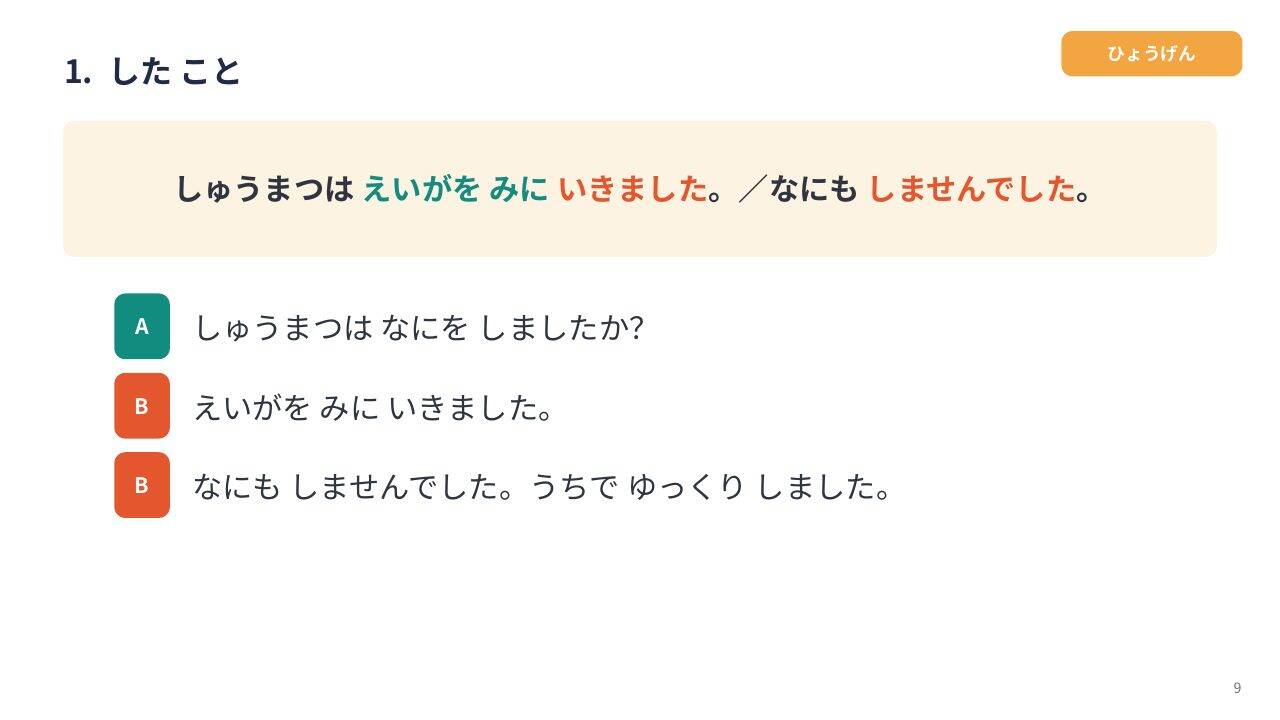 1. した こと
ひょうげん
しゅうまつは えいがを みに いきました。／なにも しませんでした。
A しゅうまつは なにを しましたか?
B えいがを みに いきました。
B なにも しませんでした。うちで ゆっくり しました。
9